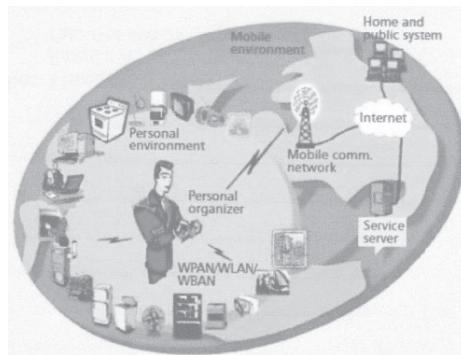 Home and
public system
Mobile
environment
Internet
Personal
environment
Mobile comm.
network
Personal
organizer
Service
server
WPAN/WLAN/
WBAN